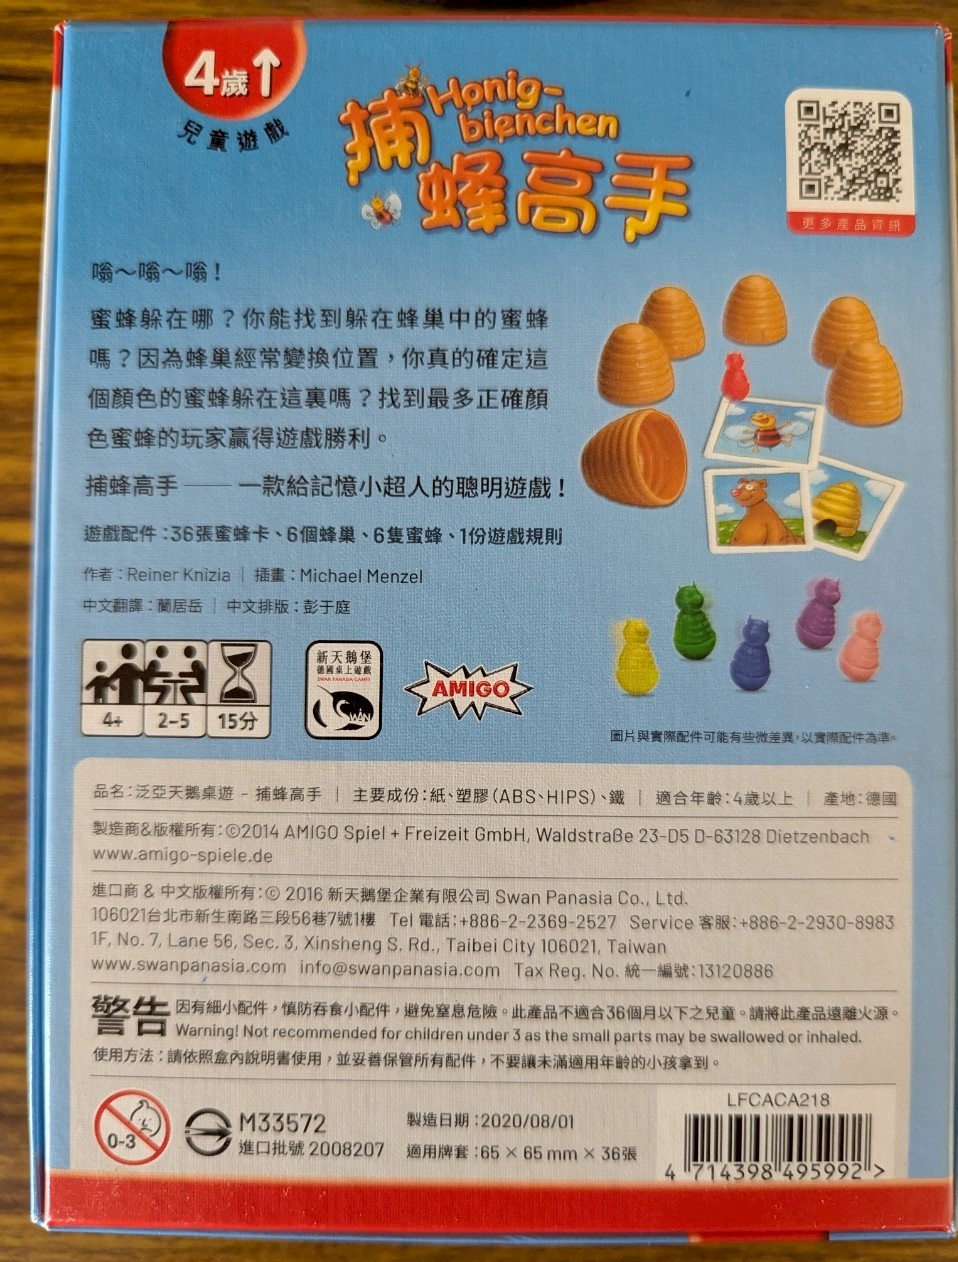 4歲↑
兒童遊戲
Honig-
bienchen
捕
蜂高手
更多產品資訊
嗡～嗡～嗡！
蜜蜂躲在哪？你能找到躲在蜂巢中的蜜蜂
嗎？因為蜂巢經常變換位置，你真的確定這
個顏色的蜜蜂躲在這裏嗎？找到最多正確顏
色蜜蜂的玩家贏得遊戲勝利。
捕蜂高手——一款給記憶小超人的聰明遊戲！
遊戲配件：36張蜜蜂卡、6個蜂巢、6隻蜜蜂、1份遊戲規則
作者：Reiner Knizia｜插畫：Michael Menzel
中文翻譯：蘭居岳｜中文排版：彭于庭
4+ 2-5 15分
新天鵝堡
德國桌上遊戲
SWAN PANASIA GAMES
SWAN
AMIGO
圖片與實際配件可能有些微差異，以實際配件為準。
品名：泛亞天鵝桌遊 - 捕蜂高手｜主要成份：紙、塑膠（ABS、HIPS）、鐵｜適合年齡：4歲以上｜產地：德國
製造商&版權所有：©2014 AMIGO Spiel + Freizeit GmbH, Waldstraße 23-D5 D-63128 Dietzenbach
www.amigo-spiele.de
進口商 & 中文版權所有：© 2016 新天鵝堡企業有限公司 Swan Panasia Co., Ltd.
106021台北市新生南路三段56巷7號1樓 Tel 電話：+886-2-2369-2527 Service 客服：+886-2-2930-8983
1F, No. 7, Lane 56, Sec. 3, Xinsheng S. Rd., Taibei City 106021, Taiwan
www.swanpanasia.com info@swanpanasia.com Tax Reg. No. 統一編號：13120886
警告 因有細小配件，慎防吞食小配件，避免窒息危險。此產品不適合36個月以下之兒童。請將此產品遠離火源。
Warning! Not recommended for children under 3 as the small parts may be swallowed or inhaled.
使用方法：請依照盒內說明書使用，並妥善保管所有配件，不要讓未滿適用年齡的小孩拿到。
0-3
M33572
進口批號 2008207
製造日期：2020/08/01
適用牌套：65 × 65 mm × 36張
LFCACA218
4 714398 495992 >